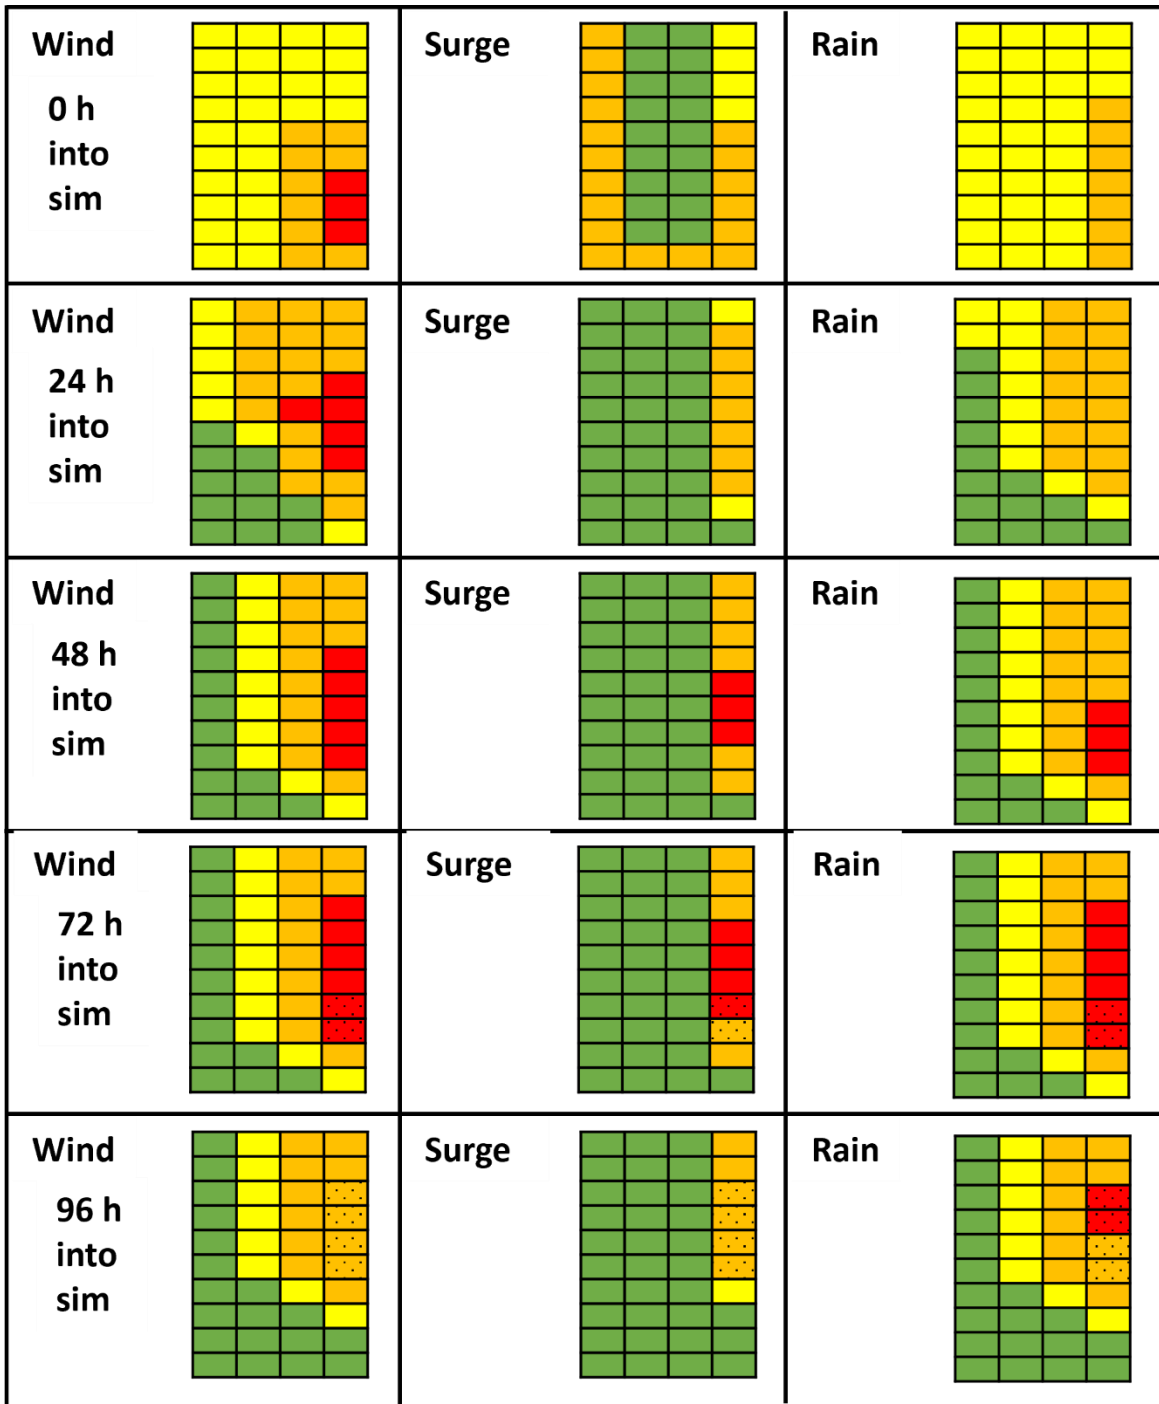 Wind
0 h
into
sim
Surge
Rain
Wind
24 h
into
sim
Surge
Rain
Wind
48 h
into
sim
Surge
Rain
Wind
72 h
into
sim
Surge
Rain
Wind
96 h
into
sim
Surge
Rain